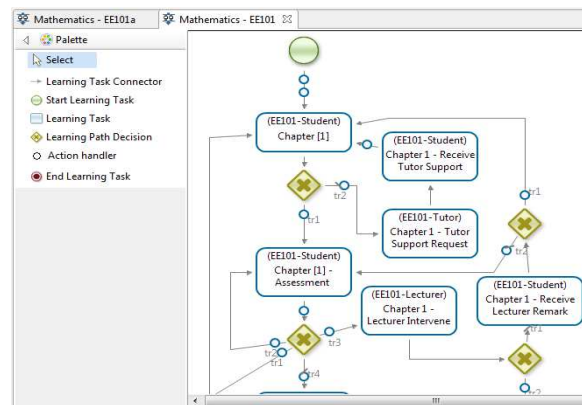 Mathematics - EE101a
Mathematics - EE101
Palette
Select
Learning Task Connector
Start Learning Task
Learning Task
Learning Path Decision
Action handler
End Learning Task
(EE101-Student)
Chapter [1]
(EE101-Student)
Chapter 1 - Receive
Tutor Support
tr2
tr1
(EE101-Tutor)
Chapter 1 - Tutor
Support Request
tr1
tr2
(EE101-Student)
Chapter [1] -
Assessment
(EE101-Lecturer)
Chapter 1 -
Lecturer Intervene
(EE101-Student)
Chapter 1 - Receive
Lecturer Remark
tr2
tr1
tr3
tr4
tr1
tr2